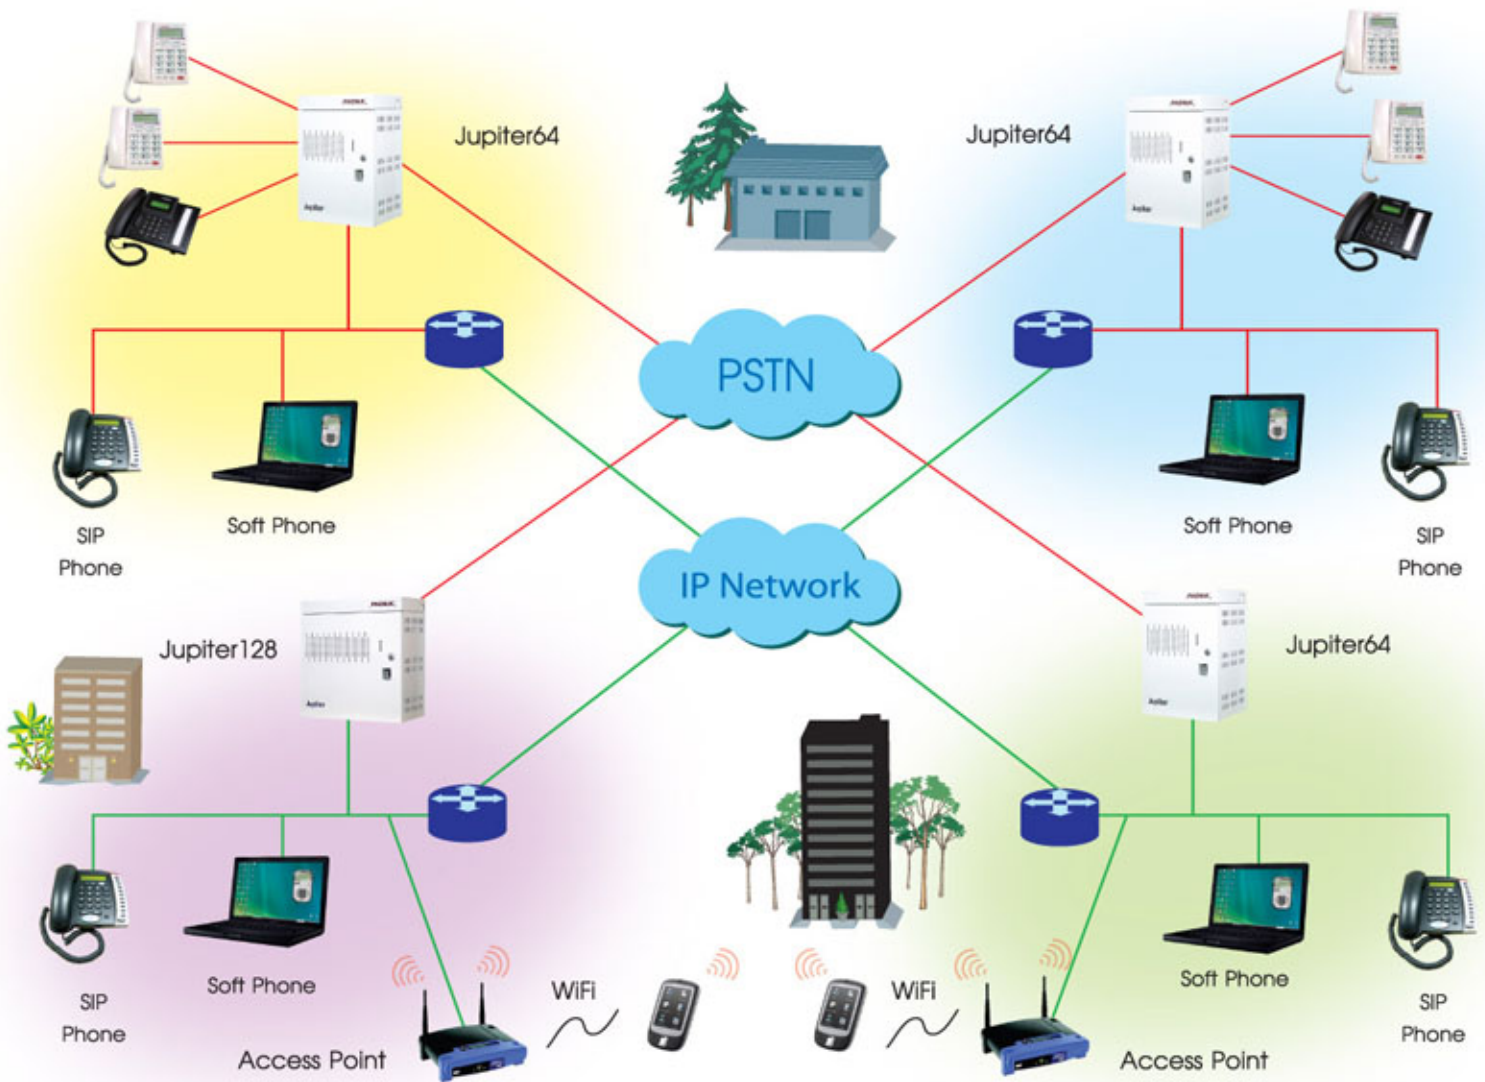 Jupiter64
Jupiter64
PSTN
Soft Phone
SIP
Phone
Soft Phone
SIP
Phone
IP Network
Jupiter128
Jupiter64
Soft Phone
SIP
Phone
WiFi
Access Point
WiFi
Access Point
Soft Phone
SIP
Phone